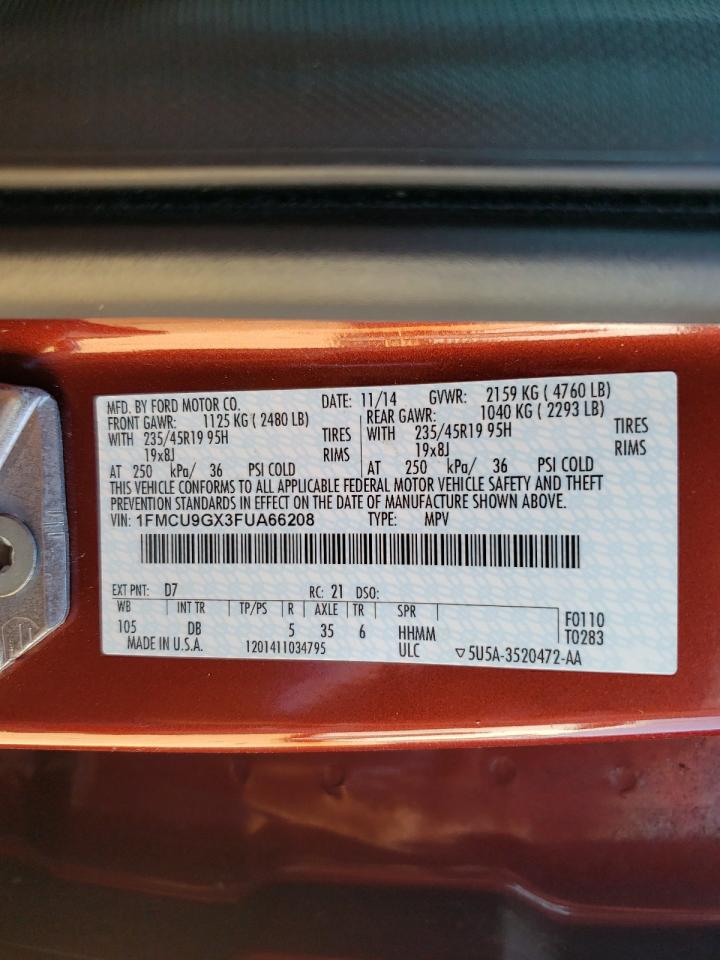 MFD. BY FORD MOTOR CO. DATE: 11/14 GVWR: 2159 KG ( 4760 LB)
FRONT GAWR: 1125 KG ( 2480 LB) REAR GAWR: 1040 KG ( 2293 LB)
WITH 235/45R19 95H TIRES WITH 235/45R19 95H TIRES
19x8J RIMS 19x8J RIMS
AT 250 kPa/ 36 PSI COLD AT 250 kPa/ 36 PSI COLD
THIS VEHICLE CONFORMS TO ALL APPLICABLE FEDERAL MOTOR VEHICLE SAFETY AND THEFT
PREVENTION STANDARDS IN EFFECT ON THE DATE OF MANUFACTURE SHOWN ABOVE.
VIN: 1FMCU9GX3FUA66208 TYPE: MPV
EXT PNT: D7 RC: 21 DSO:
WB INT TR TP/PS R AXLE TR SPR F0110
105 DB 5 35 6 HHMM T0283
MADE IN U.S.A. 1201411034795 ULC ▽5U5A-3520472-AA